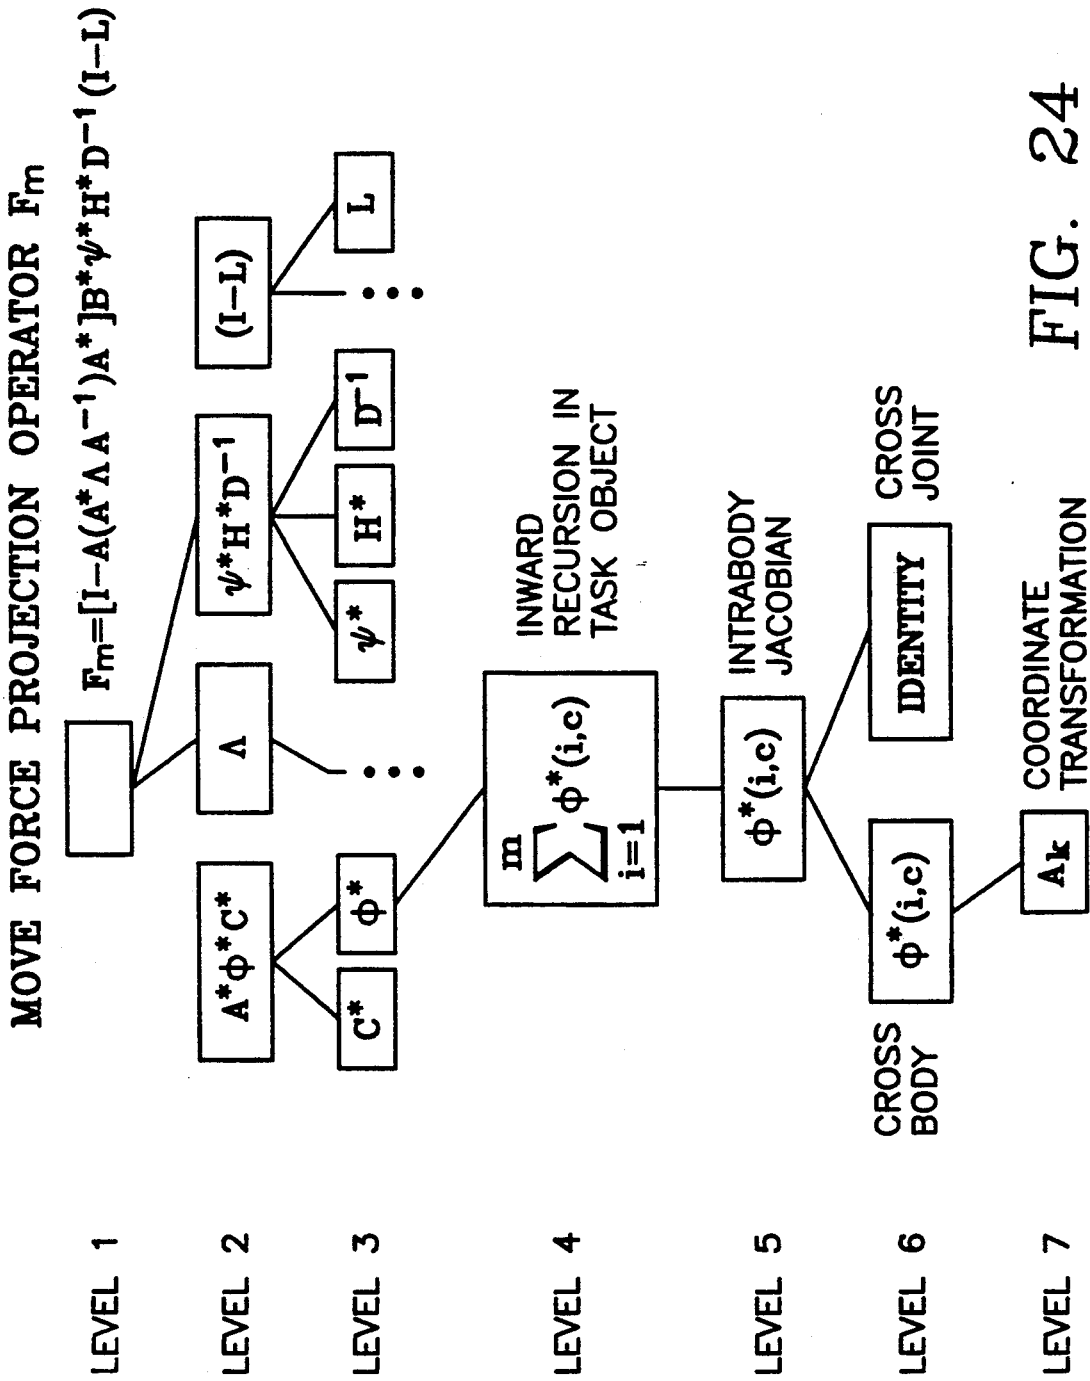 MOVE FORCE PROJECTION OPERATOR Fm
LEVEL 1
Fm=[I−A(A*ΛA−1)A*]B*ψ*H*D−1(I−L)
LEVEL 2
A*ϕ*C*
Λ
ψ*H*D−1
(I−L)
LEVEL 3
C*
ϕ*
•••
ψ*
H*
D−1
•••
L
LEVEL 4
m
∑ ϕ*(i,c)
i=1
INWARD
RECURSION IN
TASK OBJECT
LEVEL 5
ϕ*(i,c)
INTRABODY
JACOBIAN
LEVEL 6
CROSS
BODY
ϕ*(i,c)
IDENTITY
CROSS
JOINT
LEVEL 7
Ak
COORDINATE
TRANSFORMATION
FIG. 24